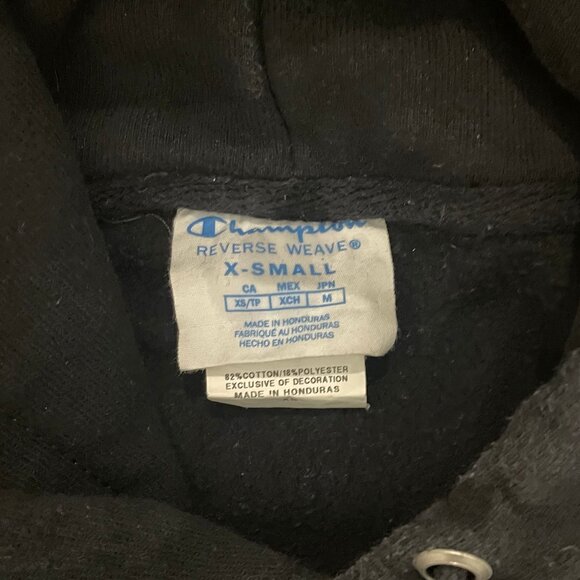 Champion
REVERSE WEAVE®
X-SMALL
CA MEX JPN
XS/TP XCH M
MADE IN HONDURAS
FABRIQUÉ AU HONDURAS
HECHO EN HONDURAS
82%COTTON/18%POLYESTER
EXCLUSIVE OF DECORATION
MADE IN HONDURAS